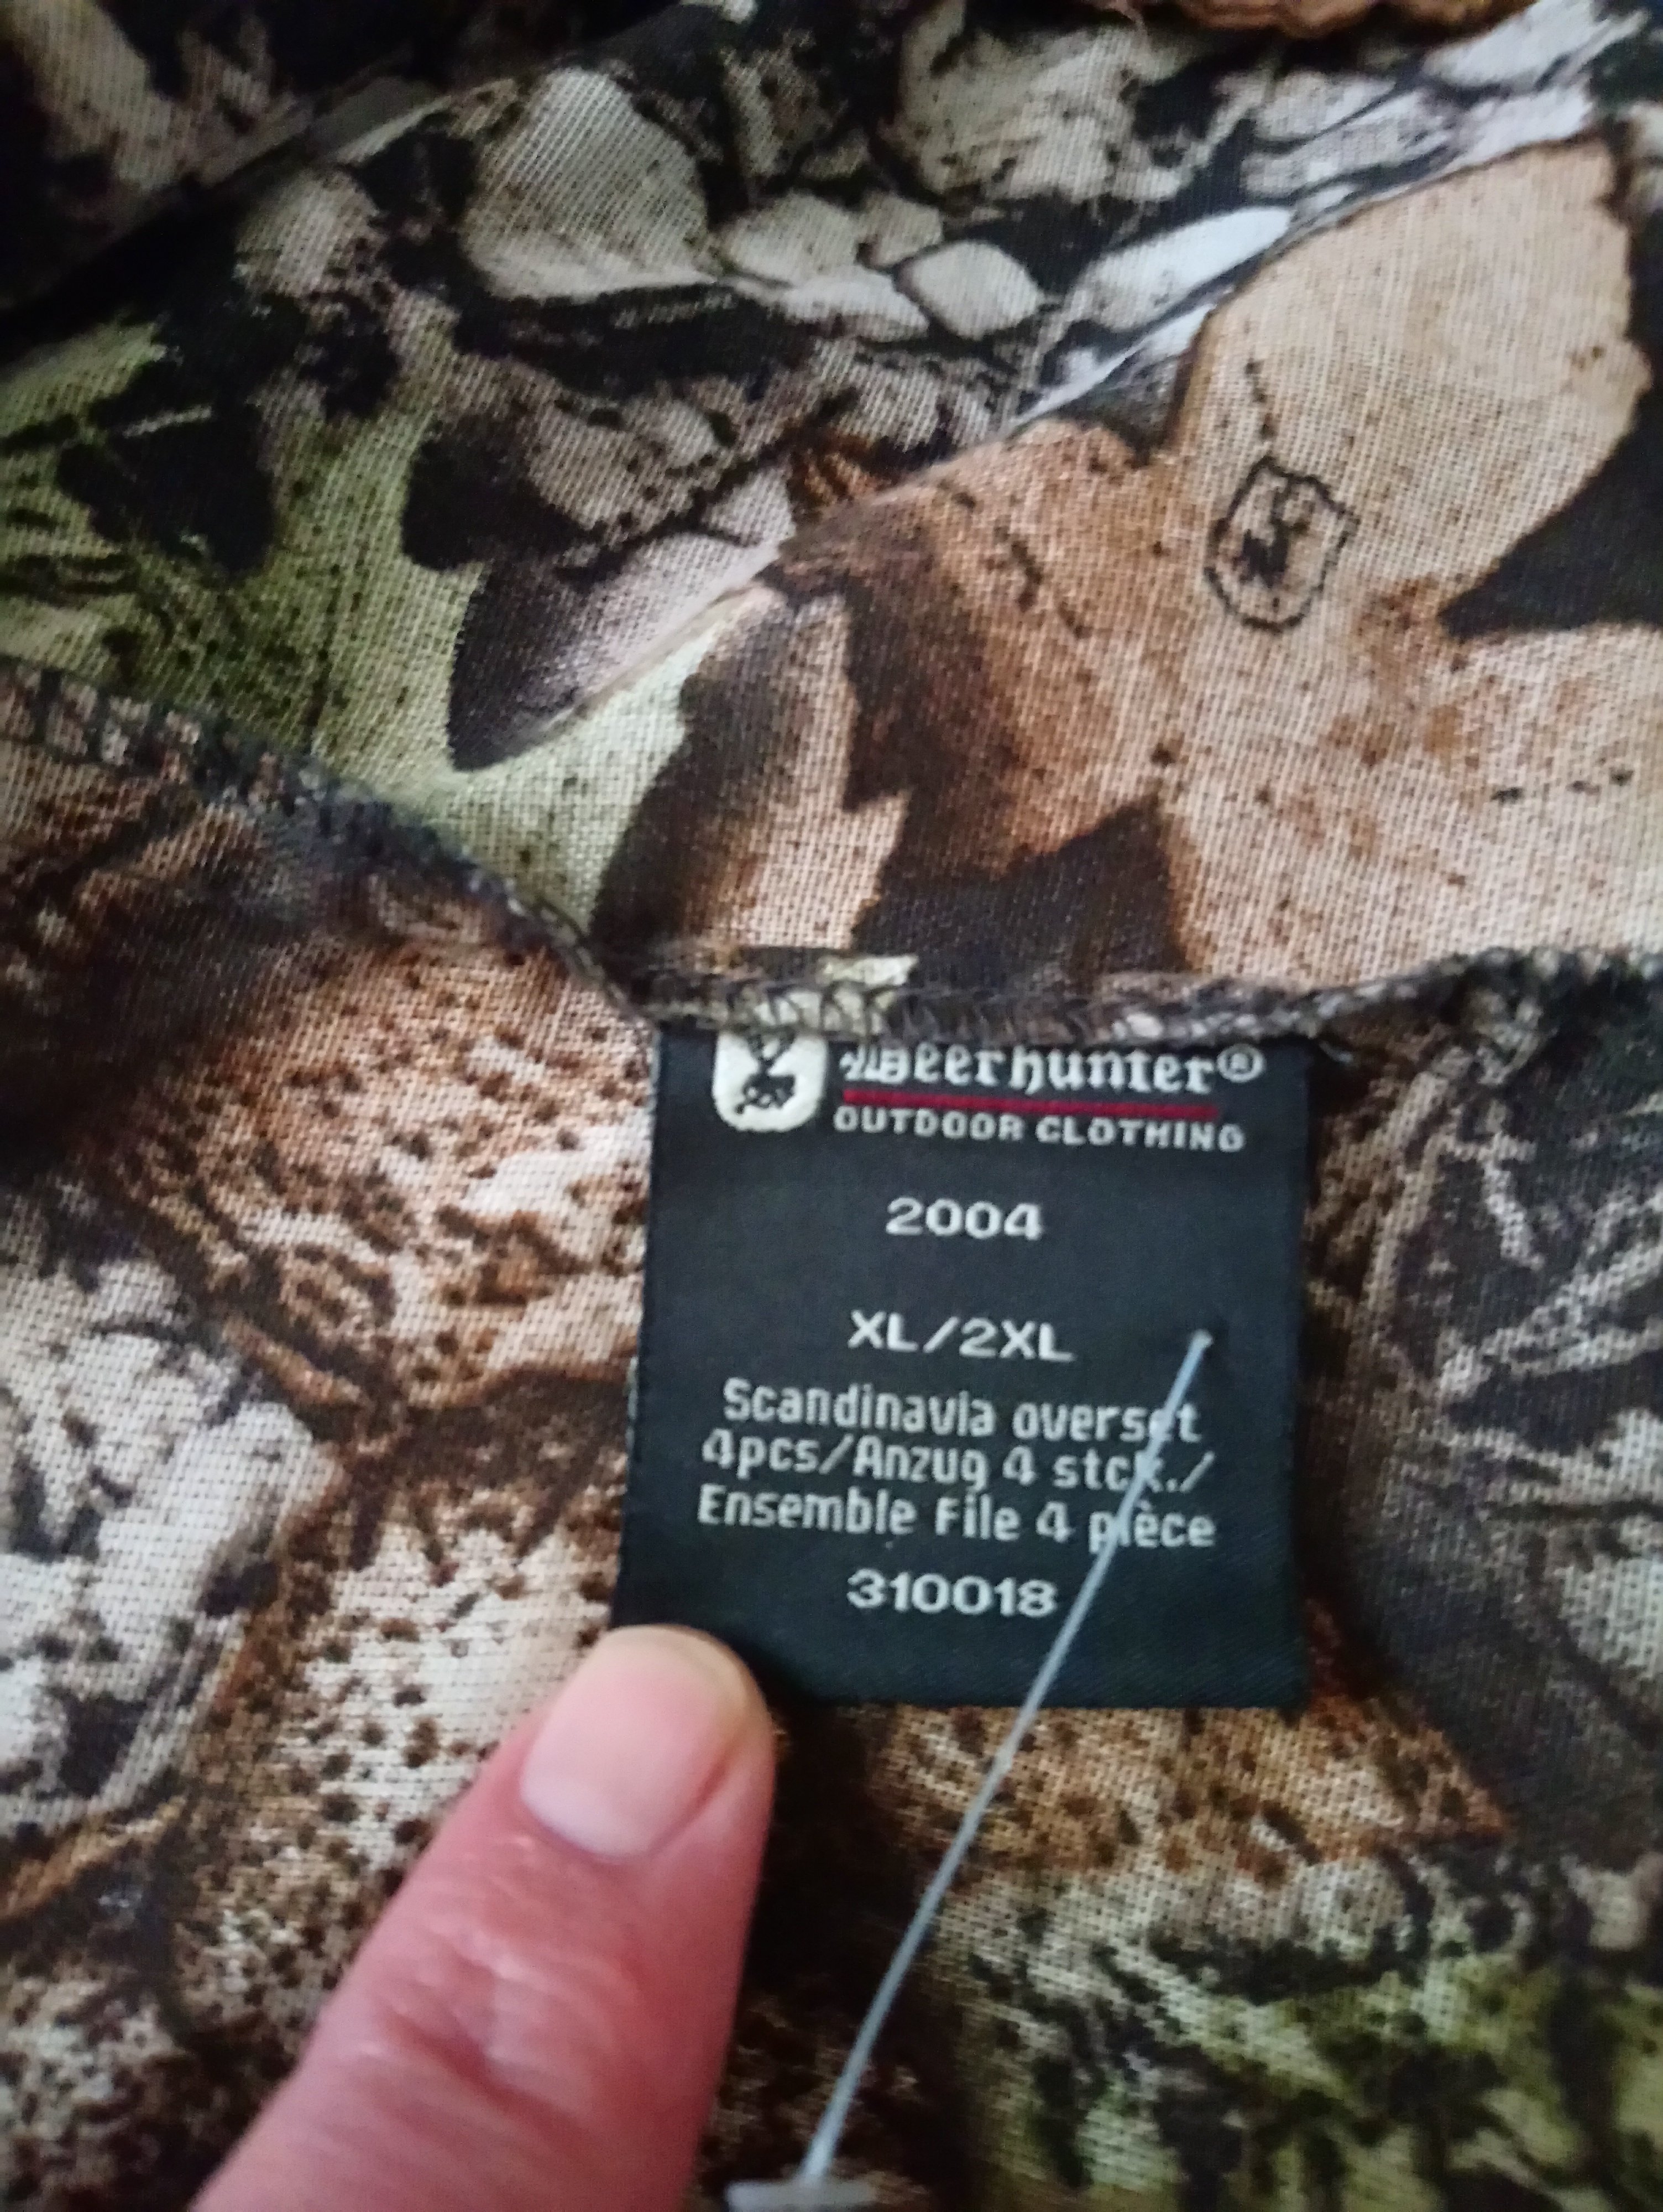 Deerhunter®
OUTDOOR CLOTHING
2004
XL/2XL
Scandinavia overset
4pcs/Anzug 4 stck./
Ensemble File 4 pièce
310018